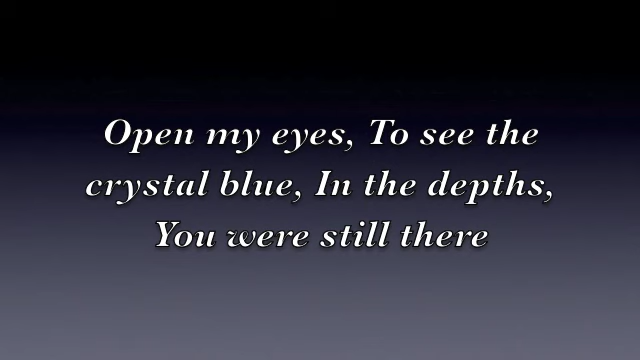 Open my eyes, To see the
crystal blue, In the depths,
You were still there